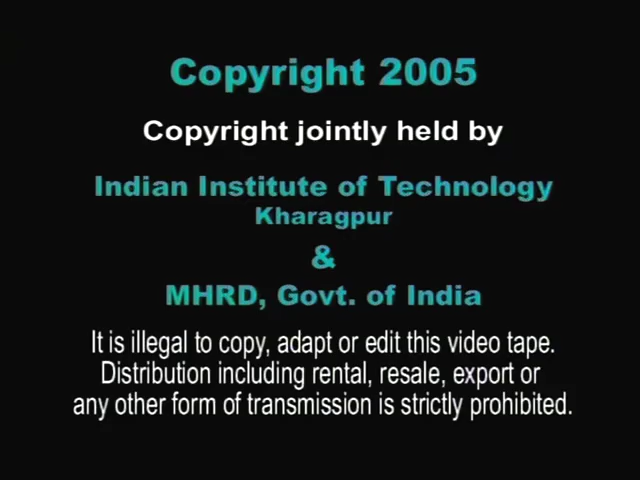 Copyright 2005
Copyright jointly held by
Indian Institute of Technology
Kharagpur
&
MHRD, Govt. of India
It is illegal to copy, adapt or edit this video tape.
Distribution including rental, resale, export or
any other form of transmission is strictly prohibited.